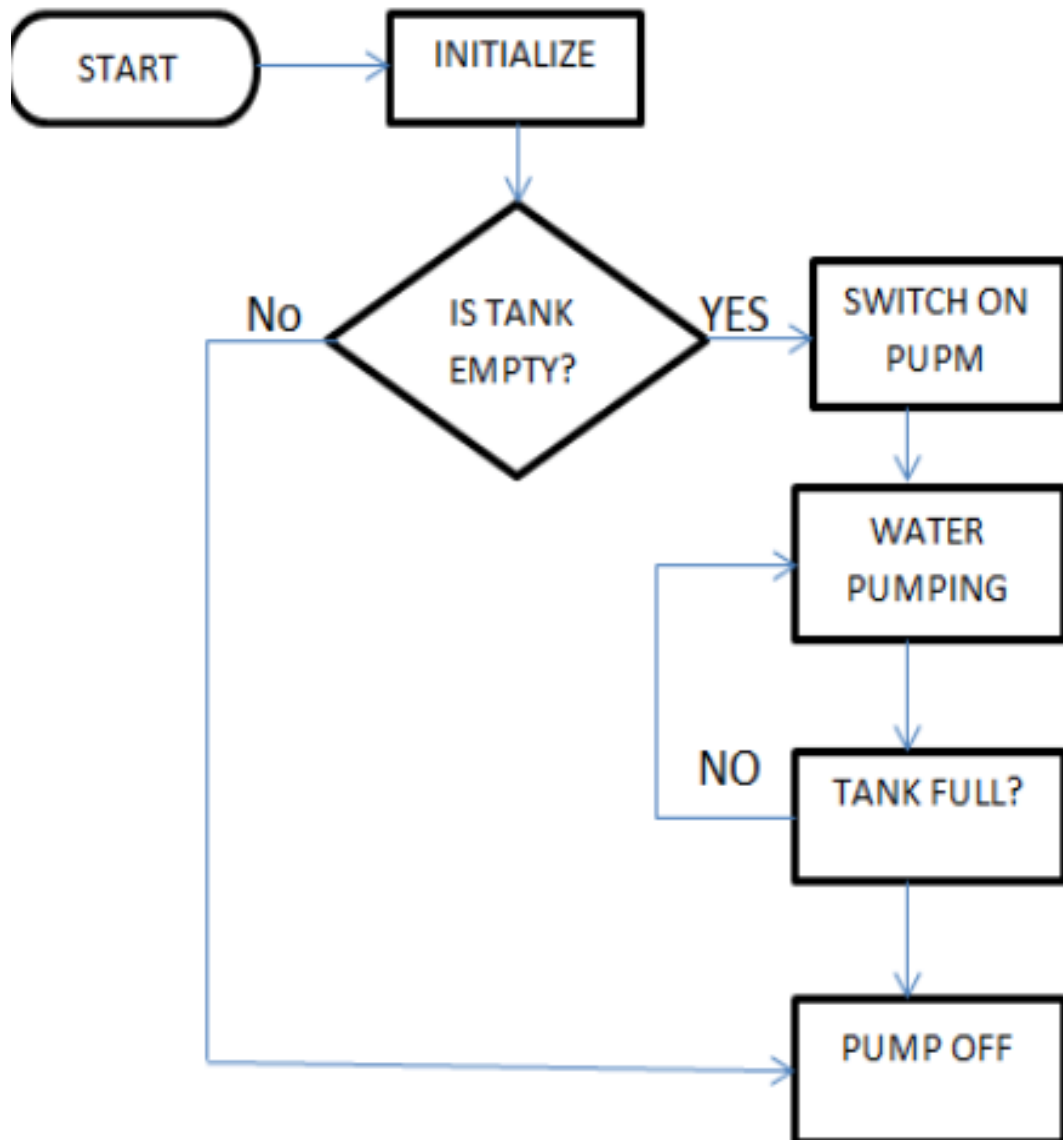 START
INITIALIZE
No
IS TANK
EMPTY?
YES
SWITCH ON
PUPM
WATER
PUMPING
NO
TANK FULL?
PUMP OFF